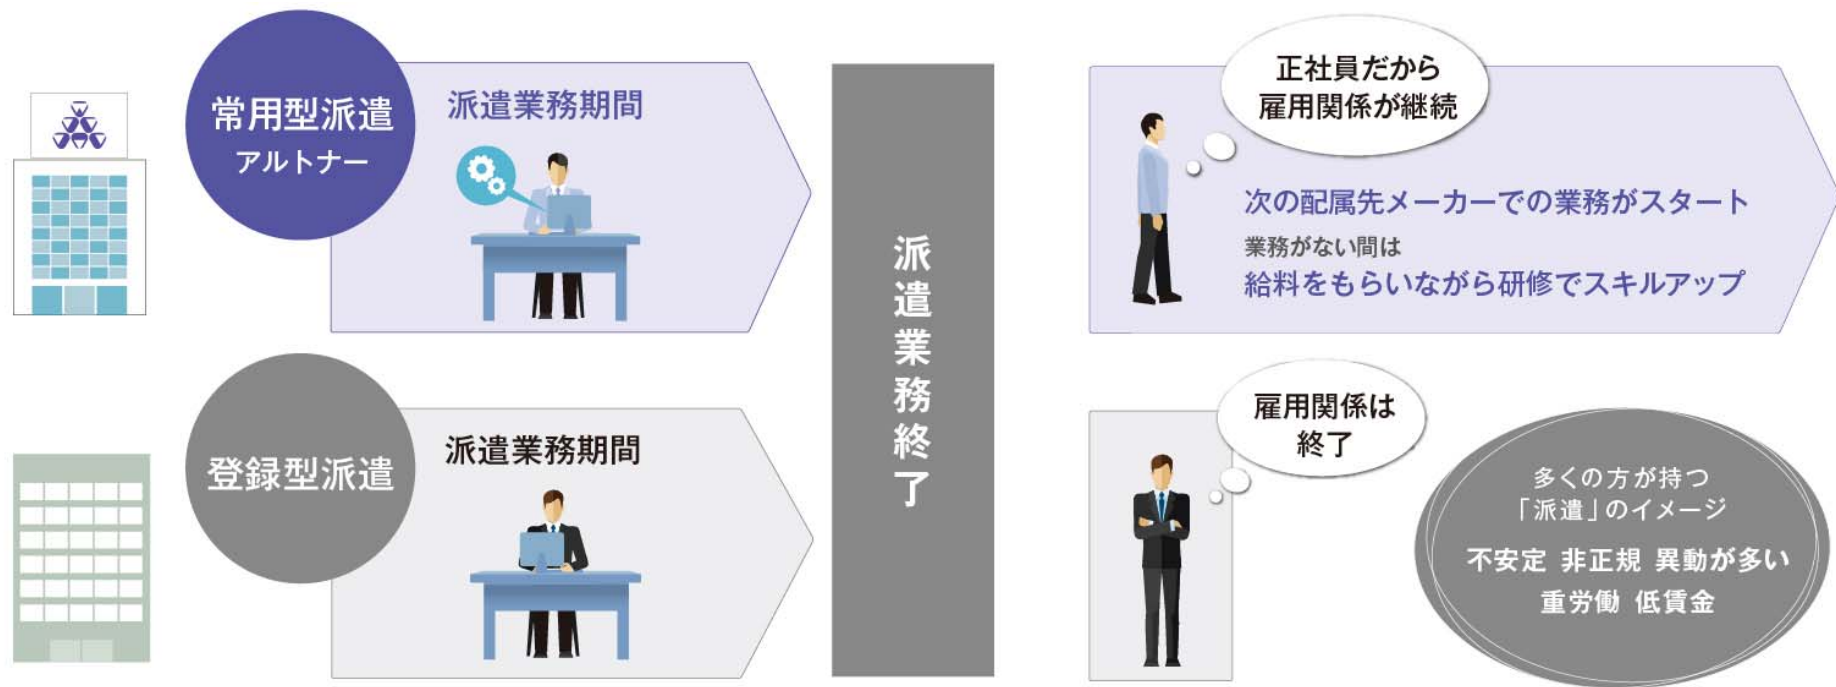 常用型派遣
アルトナー
派遣業務期間
派遣業務終了
正社員だから
雇用関係が継続
次の配属先メーカーでの業務がスタート
業務がない間は
給料をもらいながら研修でスキルアップ
登録型派遣
派遣業務期間
雇用関係は
終了
多くの方が持つ
「派遣」のイメージ
不安定 非正規 異動が多い
重労働 低賃金